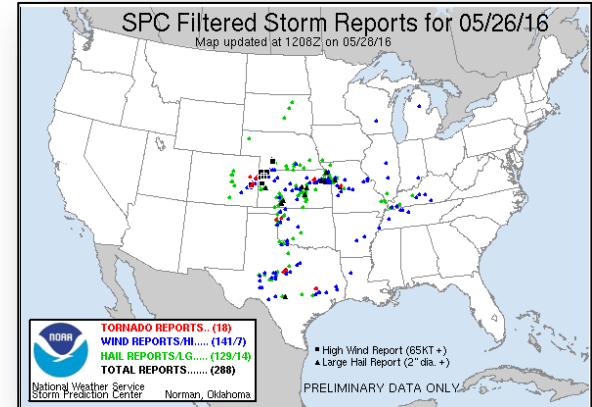 SPC Filtered Storm Reports for 05/26/16
Map updated at 1208Z on 05/28/16
NOAA
TORNADO REPORTS.. (18)
WIND REPORTS/HI..... (141/7)
HAIL REPORTS/LG..... (129/14)
TOTAL REPORTS....... (288)
National Weather Service
Storm Prediction Center Norman, Oklahoma
High Wind Report (65KT +)
Large Hail Report (2" dia. +)
PRELIMINARY DATA ONLY